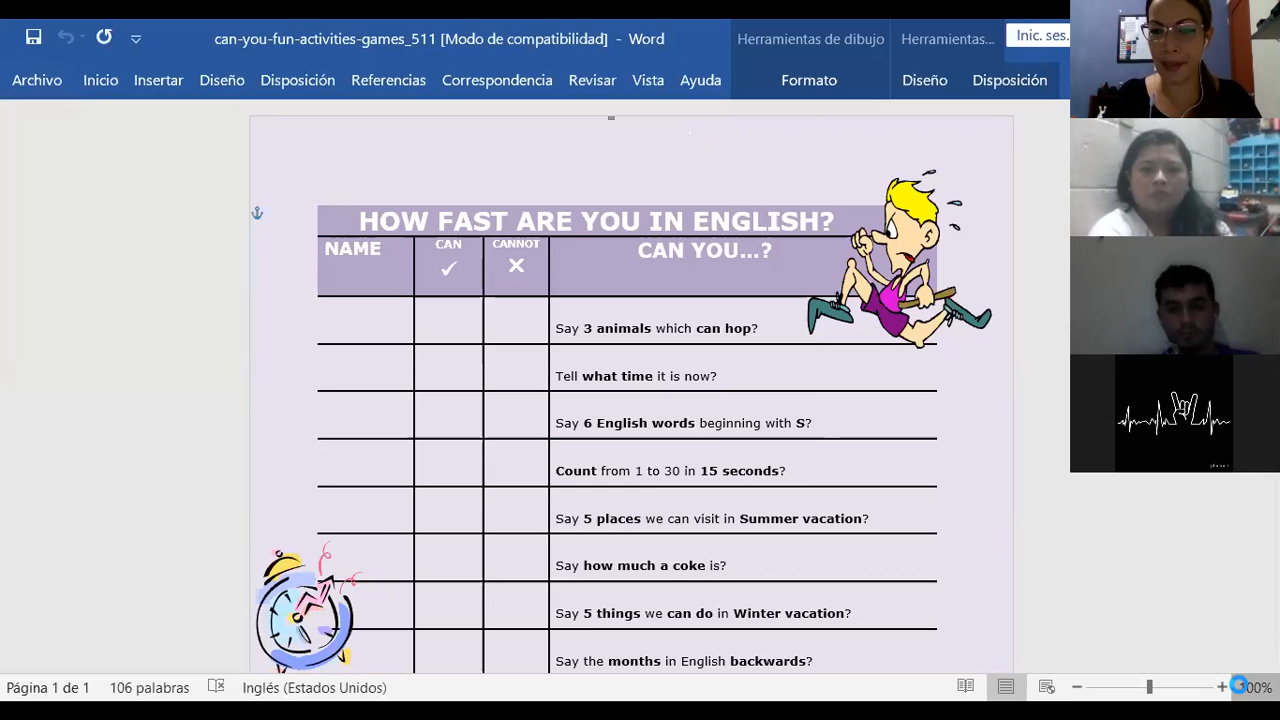 can-you-fun-activities-games_511 [Modo de compatibilidad] - Word
Herramientas de dibujo
Herramientas...
Inic. ses.
Archivo Inicio Insertar Diseño Disposición Referencias Correspondencia Revisar Vista Ayuda Formato Diseño Disposición
HOW FAST ARE YOU IN ENGLISH?
NAME CAN CANNOT CAN YOU...?
✓ ✕
Say 3 animals which can hop?
Tell what time it is now?
Say 6 English words beginning with S?
Count from 1 to 30 in 15 seconds?
Say 5 places we can visit in Summer vacation?
Say how much a coke is?
Say 5 things we can do in Winter vacation?
Say the months in English backwards?
Página 1 de 1 106 palabras Inglés (Estados Unidos) 100%